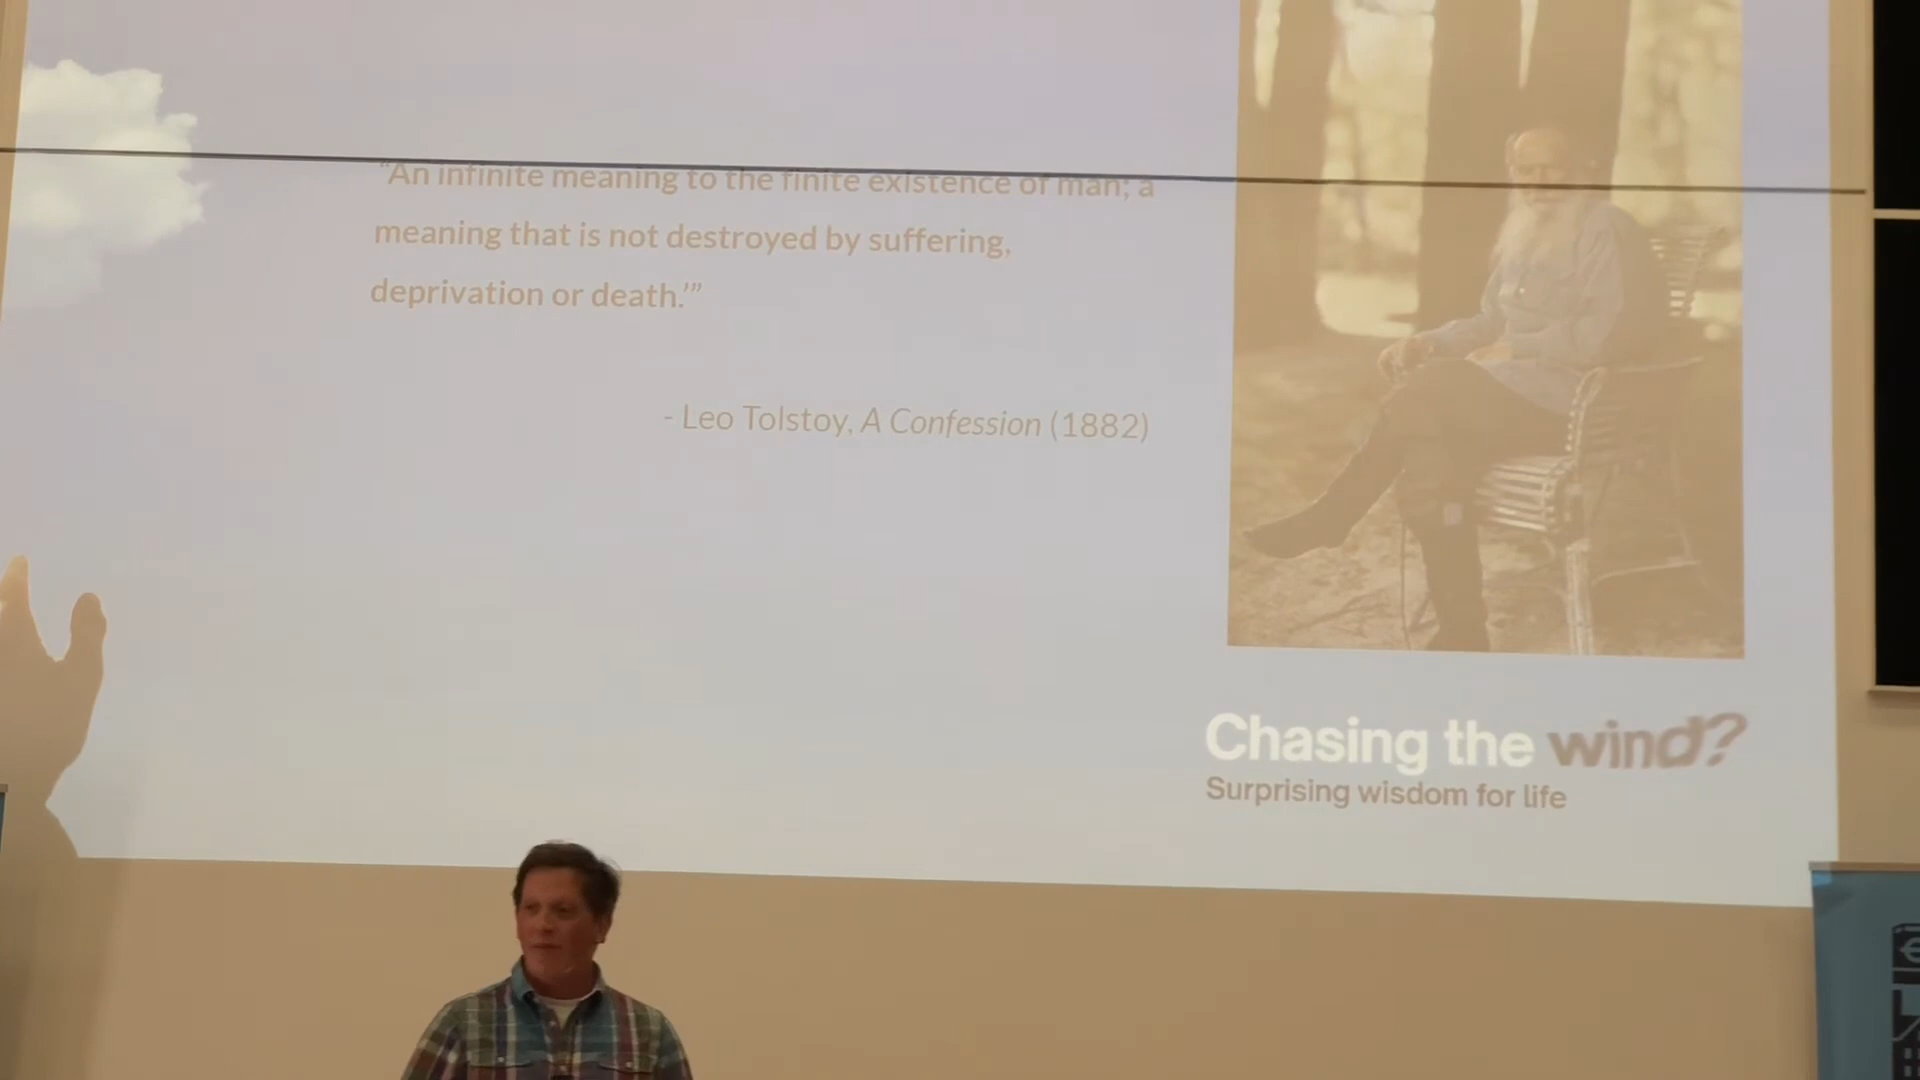 "An infinite meaning to the finite existence of man; a
meaning that is not destroyed by suffering,
deprivation or death.'"
- Leo Tolstoy, A Confession (1882)
Chasing the wind?
Surprising wisdom for life